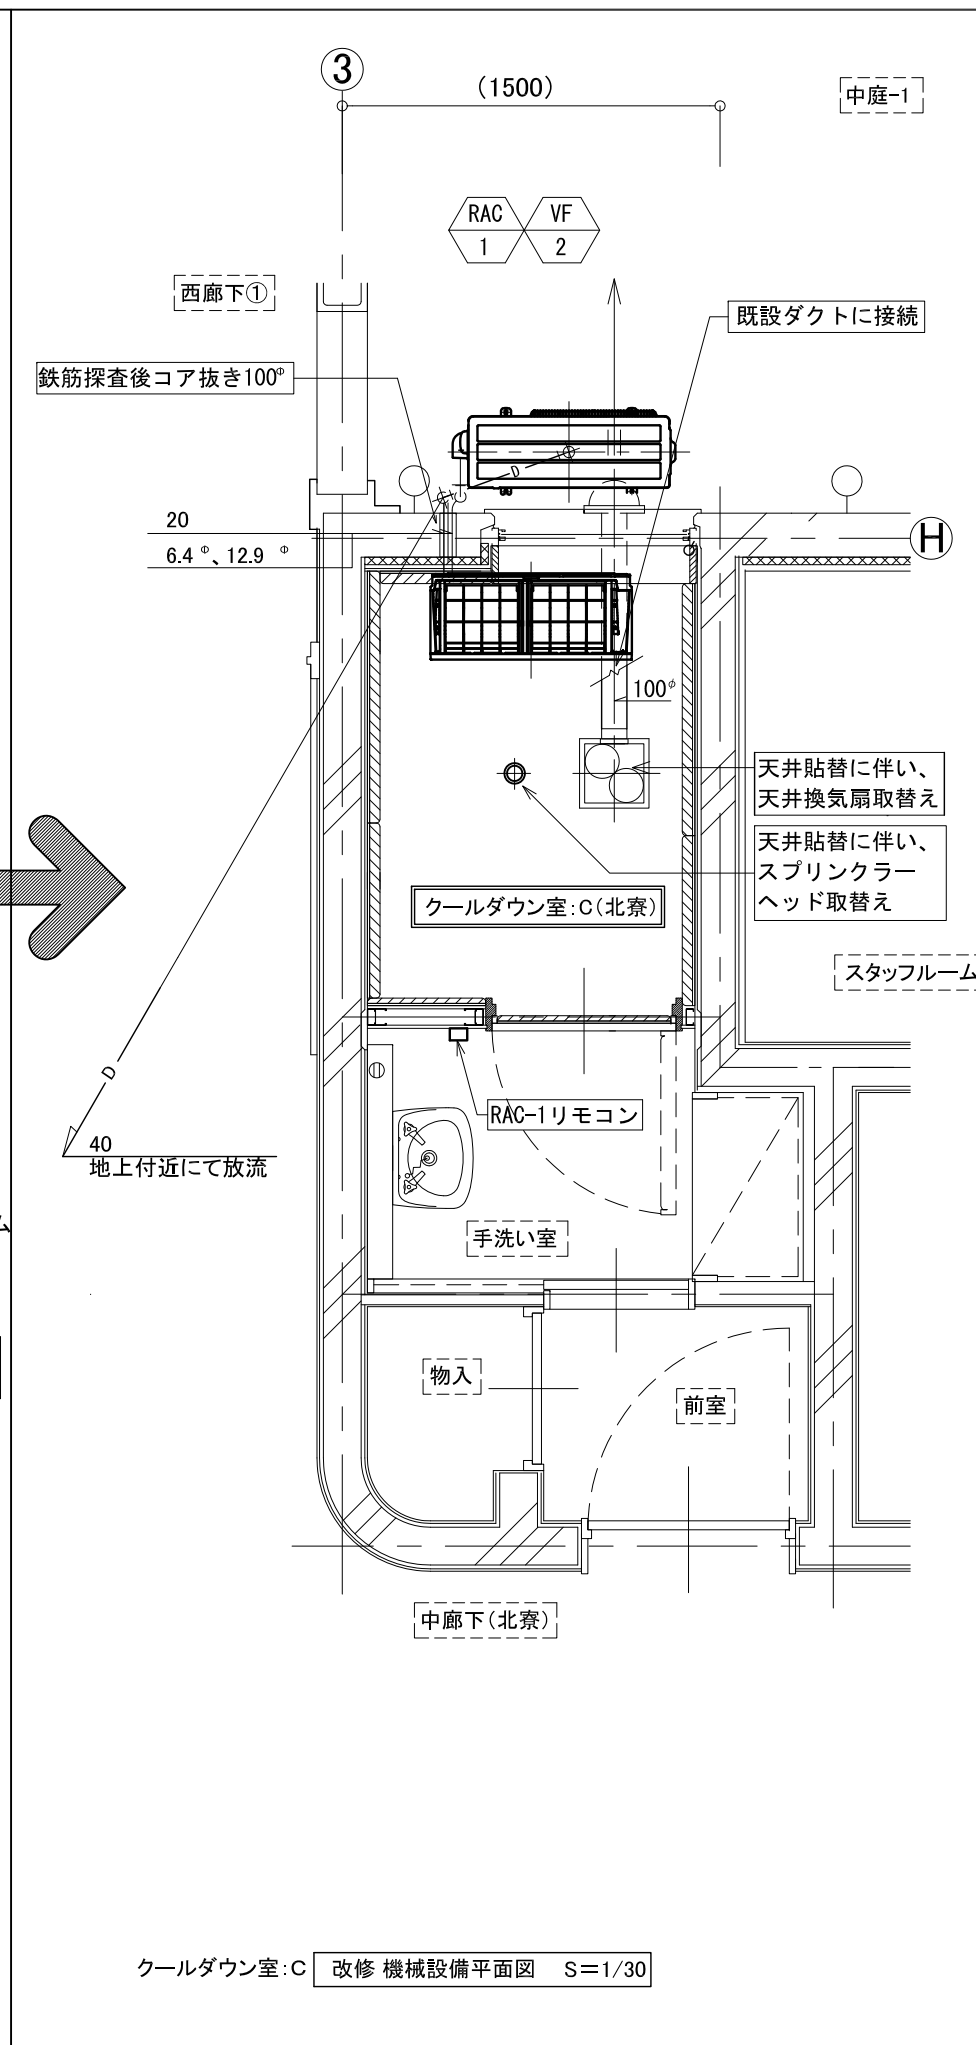 3
(1500)
中庭-1
RAC
1
VF
2
西廊下①
既設ダクトに接続
鉄筋探査後コア抜き100φ
D
20
6.4 φ、12.9 φ
H
100φ
天井貼替に伴い、
天井換気扇取替え
天井貼替に伴い、
スプリンクラー
ヘッド取替え
クールダウン室:C(北寮)
スタッフルーム
D
RAC-1リモコン
40
地上付近にて放流
ム
手洗い室
物入
前室
中廊下(北寮)
クールダウン室:C 改修 機械設備平面図 S=1/30